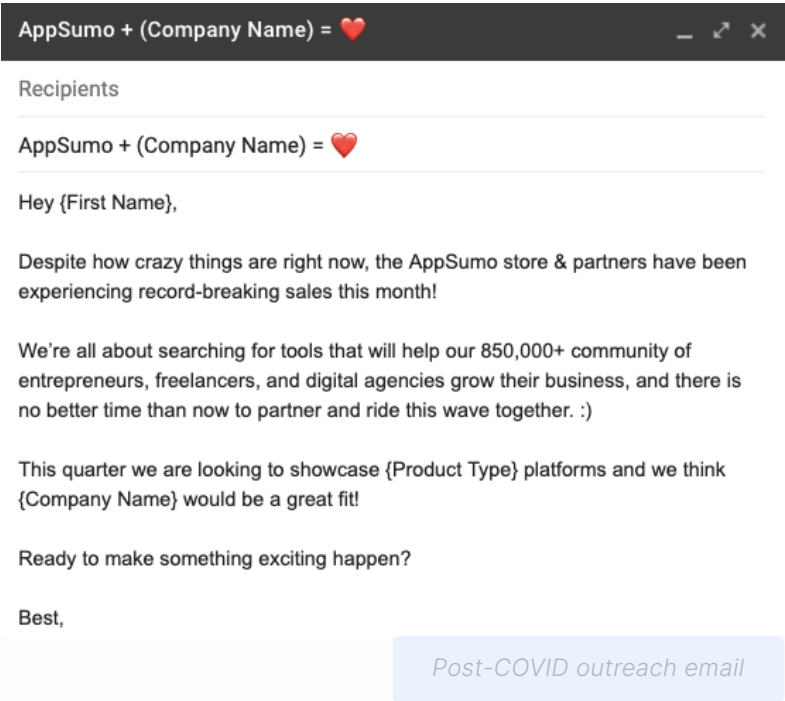 AppSumo + (Company Name) = ❤️
Recipients
AppSumo + (Company Name) = ❤️
Hey {First Name},
Despite how crazy things are right now, the AppSumo store & partners have been
experiencing record-breaking sales this month!
We’re all about searching for tools that will help our 850,000+ community of
entrepreneurs, freelancers, and digital agencies grow their business, and there is
no better time than now to partner and ride this wave together. :)
This quarter we are looking to showcase {Product Type} platforms and we think
{Company Name} would be a great fit!
Ready to make something exciting happen?
Best,
Post-COVID outreach email